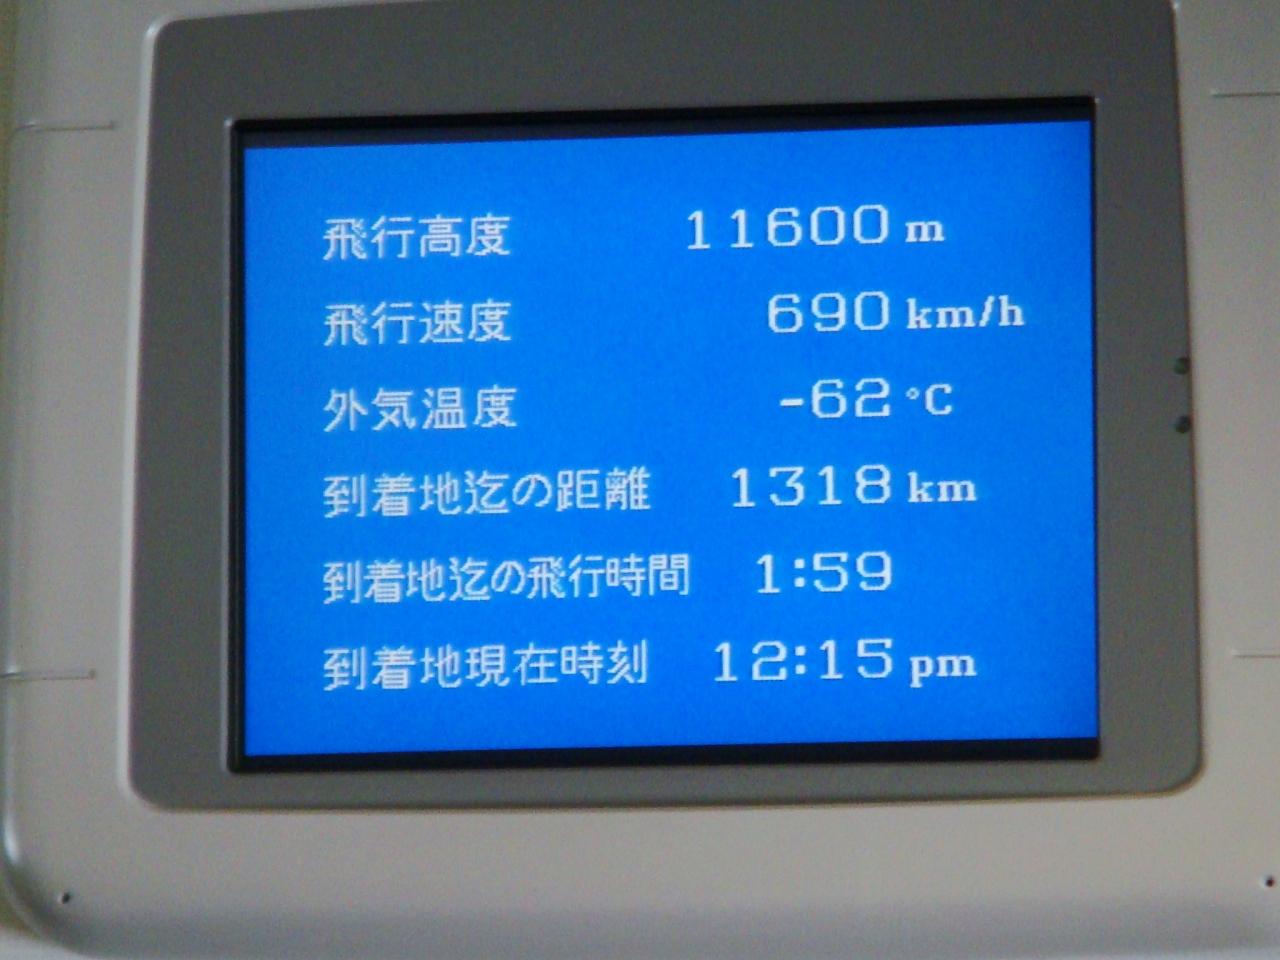 飛行高度 11600 m
飛行速度 690 km/h
外気温度 -62 °C
到着地迄の距離 1318 km
到着地迄の飛行時間 1:59
到着地現在時刻 12:15 pm